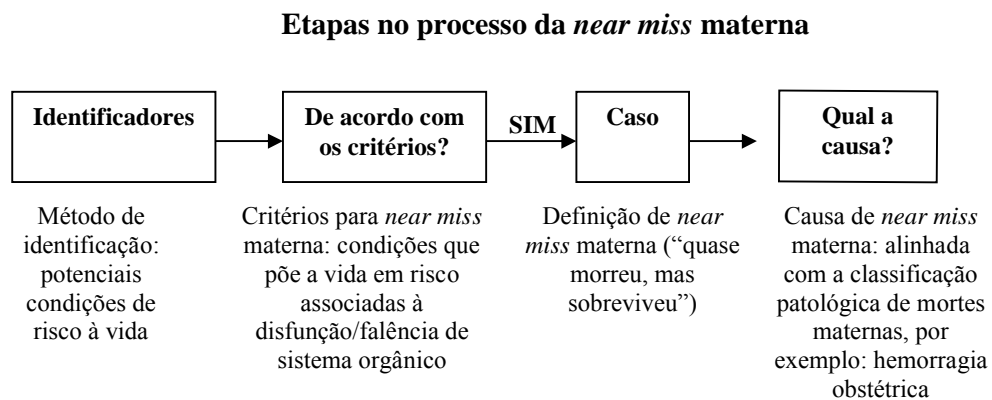 Etapas no processo da near miss materna
Identificadores
De acordo com
os critérios?
SIM
Caso
Qual a
causa?
Método de
identificação:
potenciais
condições de
risco à vida
Critérios para near miss
materna: condições que
põe a vida em risco
associadas à
disfunção/falência de
sistema orgânico
Definição de near
miss materna (“quase
morreu, mas
sobreviveu”)
Causa de near miss
materna: alinhada
com a classificação
patológica de mortes
maternas, por
exemplo: hemorragia
obstétrica